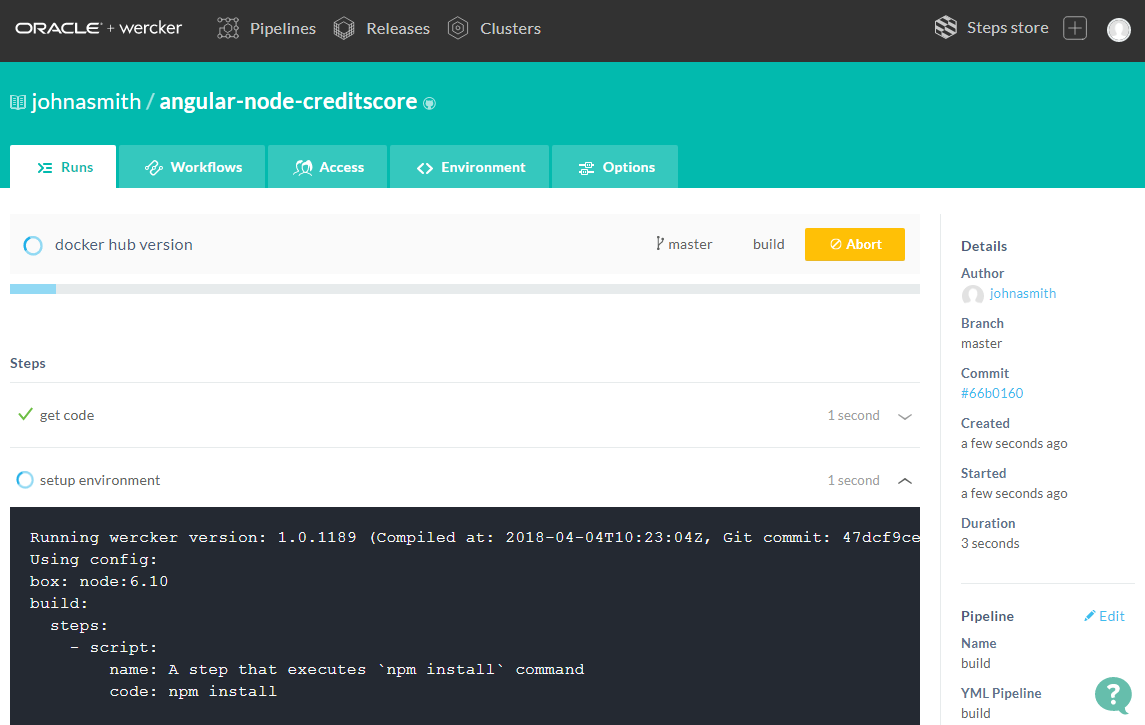 ORACLE + wercker Pipelines Releases Clusters Steps store
johnasmith / angular-node-creditscore
Runs Workflows Access Environment Options
docker hub version master build Abort
Steps
get code 1 second
setup environment 1 second
Running wercker version: 1.0.1189 (Compiled at: 2018-04-04T10:23:04Z, Git commit: 47dcf9ce
Using config:
box: node:6.10
build:
steps:
- script:
name: A step that executes `npm install` command
code: npm install
Details
Author
johnasmith
Branch
master
Commit
#66b0160
Created
a few seconds ago
Started
a few seconds ago
Duration
3 seconds
Pipeline Edit
Name
build
YML Pipeline
build
?